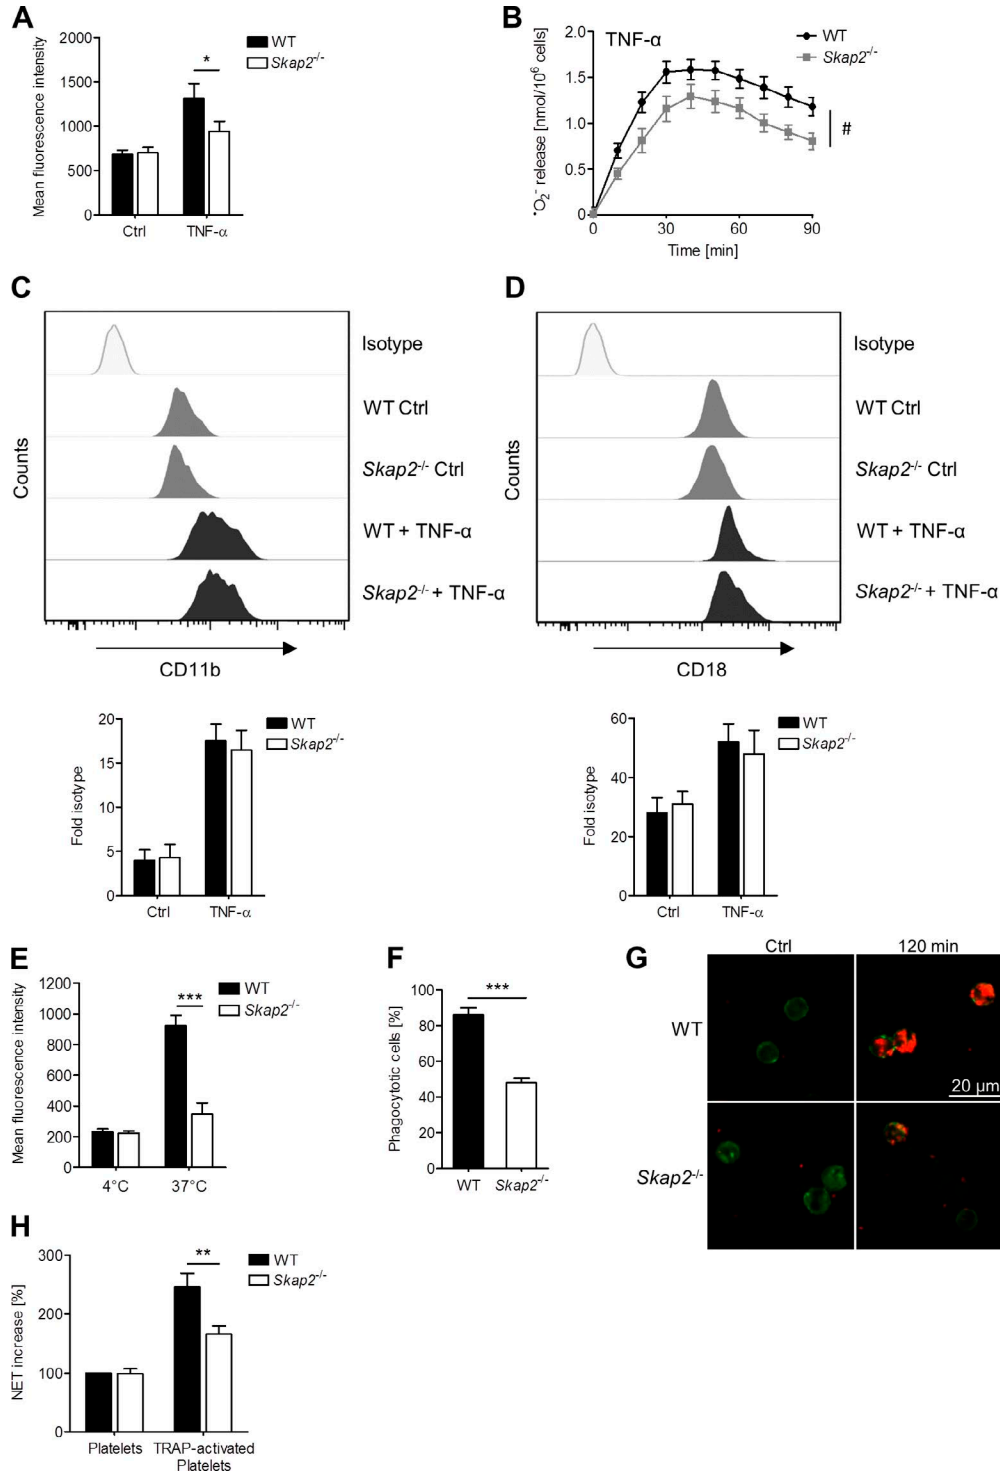 A
Mean fluorescence intensity
2000
1500
1000
500
0
*
WT
Skap2-/-
Ctrl
TNF-α
B
TNF-α
•O2- release [nmol/10^6 cells]
2.0
1.5
1.0
0.5
0
WT
Skap2-/-
#
0 30 60 90
Time [min]
C
Counts
Isotype
WT Ctrl
Skap2-/- Ctrl
WT + TNF-α
Skap2-/- + TNF-α
CD11b
Fold isotype
20
15
10
5
0
WT
Skap2-/-
Ctrl
TNF-α
D
Counts
Isotype
WT Ctrl
Skap2-/- Ctrl
WT + TNF-α
Skap2-/- + TNF-α
CD18
Fold isotype
60
40
20
0
WT
Skap2-/-
Ctrl
TNF-α
E
Mean fluorescence intensity
1200
1000
800
600
400
200
0
***
WT
Skap2-/-
4°C
37°C
F
Phagocytotic cells [%]
100
80
60
40
20
0
***
WT
Skap2-/-
G
Ctrl
120 min
WT
20 µm
Skap2-/-
H
NET increase [%]
300
200
100
0
**
WT
Skap2-/-
Platelets
TRAP-activated
Platelets